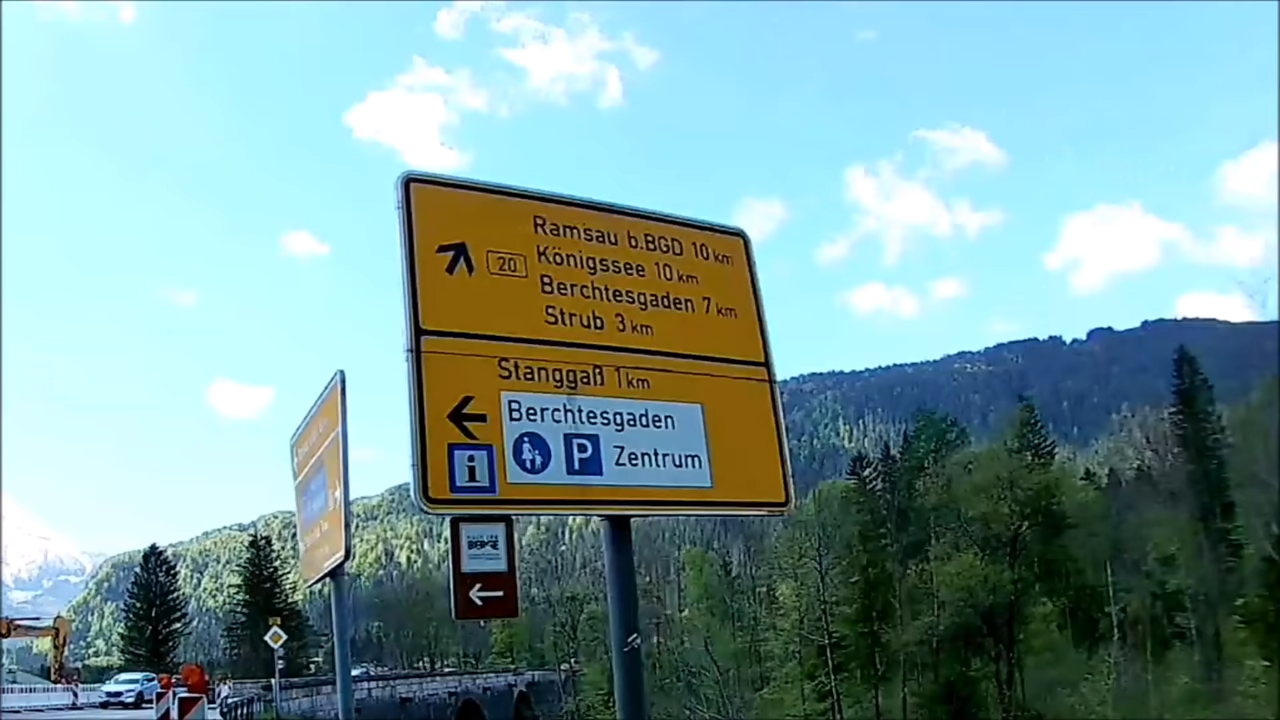 Ramsau b.BGD 10 km
20 Königssee 10 km
Berchtesgaden 7 km
Strub 3 km
Stanggaß 1 km
Berchtesgaden
i P Zentrum
BERGE